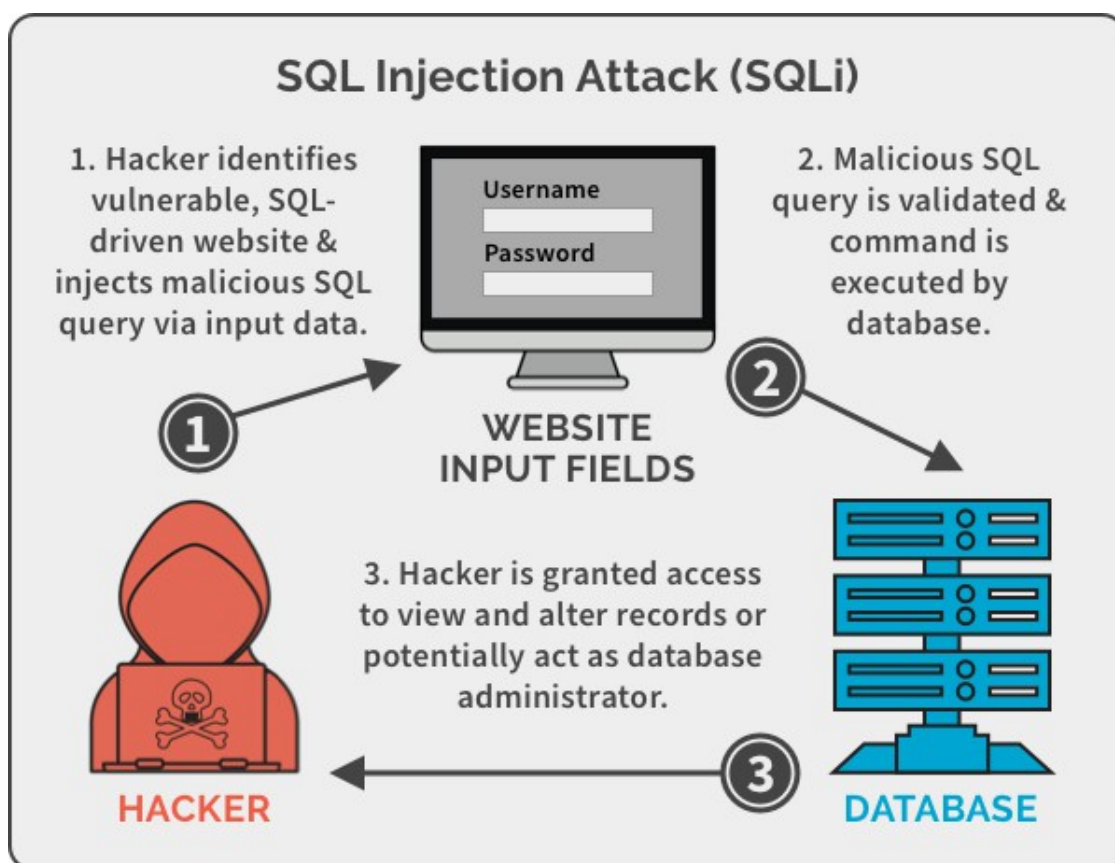 SQL Injection Attack (SQLi)
1. Hacker identifies
vulnerable, SQL-
driven website &
injects malicious SQL
query via input data.
Username
Password
2. Malicious SQL
query is validated &
command is
executed by
database.
1
2
WEBSITE
INPUT FIELDS
3. Hacker is granted access
to view and alter records or
potentially act as database
administrator.
3
HACKER
DATABASE